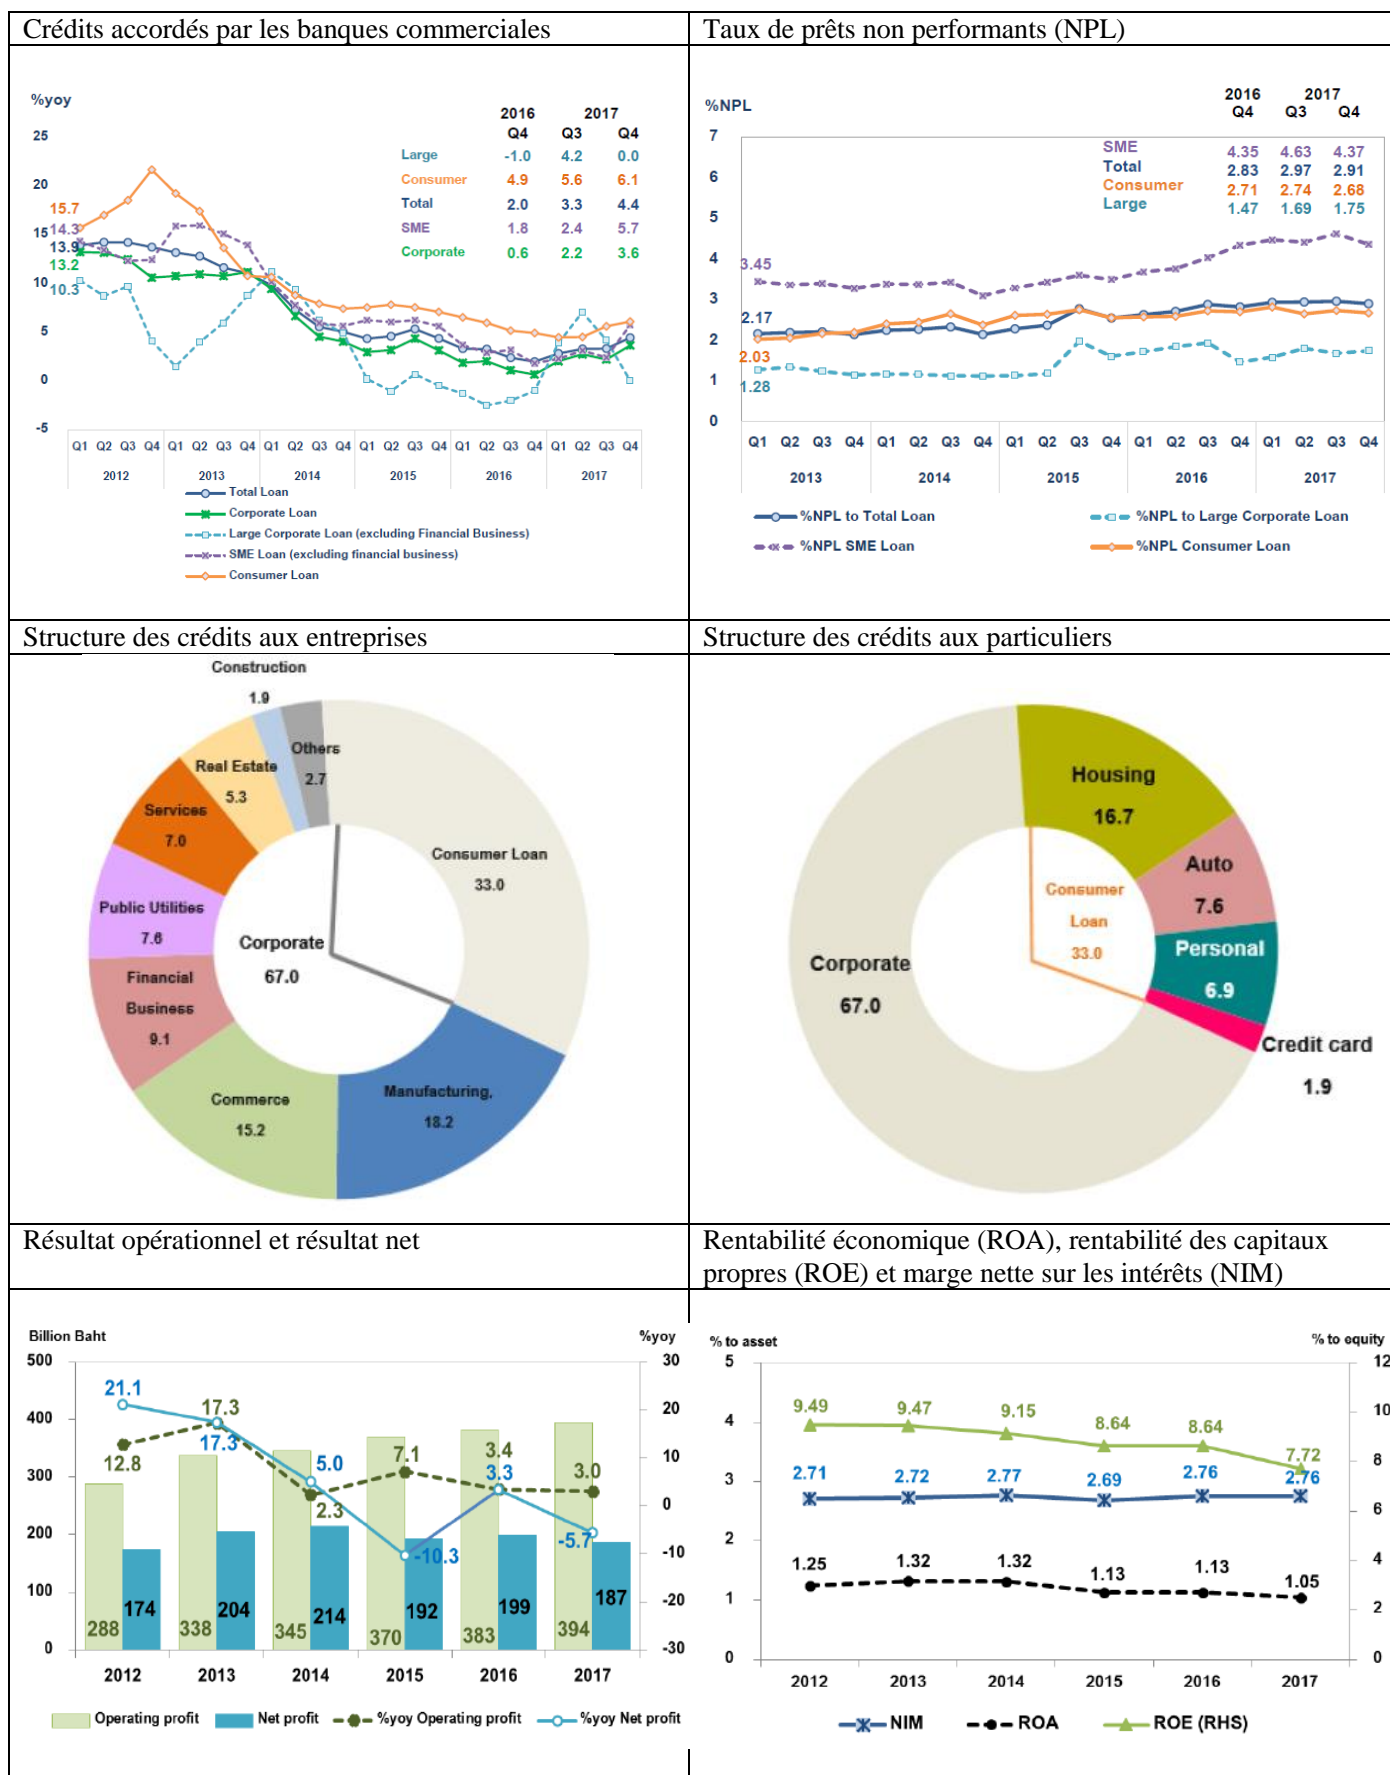 Crédits accordés par les banques commerciales
%yoy
2016 2017
Q4 Q3 Q4
Large -1.0 4.2 0.0
Consumer 4.9 5.6 6.1
Total 2.0 3.3 4.4
SME 1.8 2.4 5.7
Corporate 0.6 2.2 3.6
25
20
15
10
5
0
-5
15.7
14.3
13.9
13.2
10.3
Q1 Q2 Q3 Q4 Q1 Q2 Q3 Q4 Q1 Q2 Q3 Q4 Q1 Q2 Q3 Q4 Q1 Q2 Q3 Q4 Q1 Q2 Q3 Q4
2012 2013 2014 2015 2016 2017
Total Loan
Corporate Loan
Large Corporate Loan (excluding Financial Business)
SME Loan (excluding financial business)
Consumer Loan
Taux de prêts non performants (NPL)
%NPL
2016 2017
Q4 Q3 Q4
SME 4.35 4.63 4.37
Total 2.83 2.97 2.91
Consumer 2.71 2.74 2.68
Large 1.47 1.69 1.75
7
6
5
4
3
2
1
0
3.45
2.17
2.03
1.28
Q1 Q2 Q3 Q4 Q1 Q2 Q3 Q4 Q1 Q2 Q3 Q4 Q1 Q2 Q3 Q4 Q1 Q2 Q3 Q4
2013 2014 2015 2016 2017
%NPL to Total Loan %NPL to Large Corporate Loan
%NPL SME Loan %NPL Consumer Loan
Structure des crédits aux entreprises
Construction
1.9
Others
2.7
Real Estate
5.3
Services
7.0
Consumer Loan
33.0
Public Utilities
7.6
Corporate
67.0
Financial
Business
9.1
Commerce
15.2
Manufacturing,
18.2
Structure des crédits aux particuliers
Housing
16.7
Auto
7.6
Consumer
Loan
33.0
Personal
6.9
Corporate
67.0
Credit card
1.9
Résultat opérationnel et résultat net
Billion Baht %yoy
500
400
300
200
100
0
30
20
10
0
-10
-20
-30
21.1
12.8
17.3
17.3
5.0
2.3
7.1
-10.3
3.4
3.3
3.0
-5.7
288 174 338 204 345 214 370 192 383 199 394 187
2012 2013 2014 2015 2016 2017
Operating profit Net profit %yoy Operating profit %yoy Net profit
Rentabilité économique (ROA), rentabilité des capitaux
propres (ROE) et marge nette sur les intérêts (NIM)
% to asset % to equity
5
4
3
2
1
0
12
10
8
6
4
2
0
9.49 9.47 9.15 8.64 8.64 7.72
2.71 2.72 2.77 2.69 2.76 2.76
1.25 1.32 1.32 1.13 1.13 1.05
2012 2013 2014 2015 2016 2017
NIM ROA ROE (RHS)